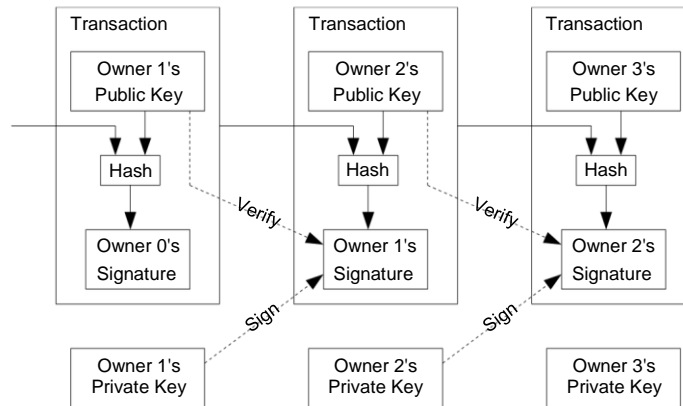 Transaction
Transaction
Transaction
Owner 1's
Public Key
Owner 2's
Public Key
Owner 3's
Public Key
Hash
Hash
Hash
Verify
Verify
Owner 0's
Signature
Owner 1's
Signature
Owner 2's
Signature
Sign
Sign
Owner 1's
Private Key
Owner 2's
Private Key
Owner 3's
Private Key